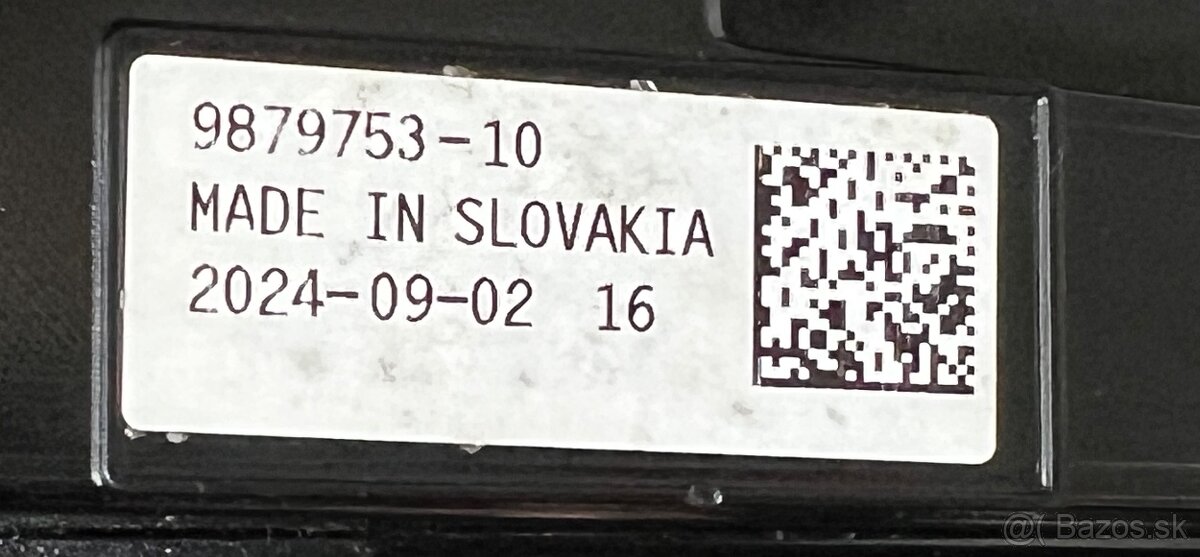 9879753-10
MADE IN SLOVAKIA
2024-09-02 16
@( Bazos.sk